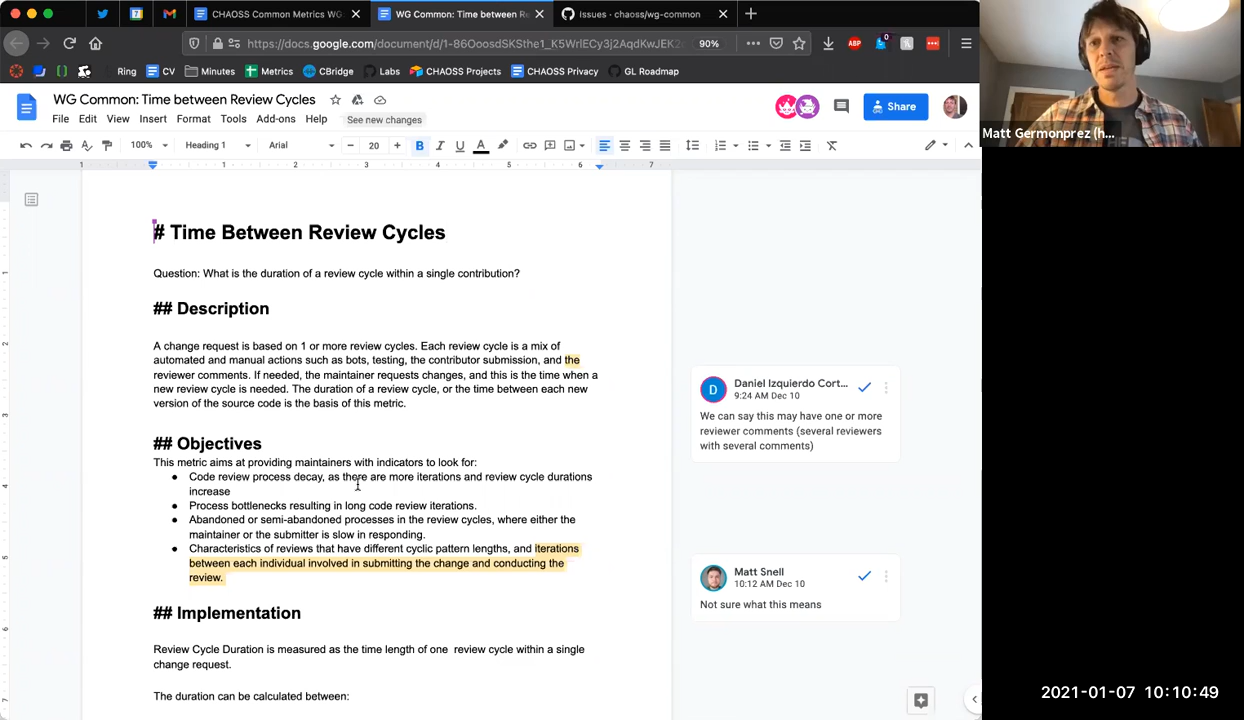 CHAOSS Common Metrics WG
WG Common: Time between Re
Issues · chaoss/wg-common
https://docs.google.com/document/d/1-86OoosdSKSthe1_K5WrlECy3j2AqdKwJEK2
90%
ABP
0
Ring
CV
Minutes
Metrics
CBridge
Labs
CHAOSS Projects
CHAOSS Privacy
GL Roadmap
WG Common: Time between Review Cycles
File Edit View Insert Format Tools Add-ons Help See new changes
Share
100% Heading 1 Arial 20 B I U A
1 1 2 3 4 5 6 7
# Time Between Review Cycles
Question: What is the duration of a review cycle within a single contribution?
## Description
A change request is based on 1 or more review cycles. Each review cycle is a mix of
automated and manual actions such as bots, testing, the contributor submission, and the
reviewer comments. If needed, the maintainer requests changes, and this is the time when a
new review cycle is needed. The duration of a review cycle, or the time between each new
version of the source code is the basis of this metric.
## Objectives
This metric aims at providing maintainers with indicators to look for:
● Code review process decay, as there are more iterations and review cycle durations
increase
● Process bottlenecks resulting in long code review iterations.
● Abandoned or semi-abandoned processes in the review cycles, where either the
maintainer or the submitter is slow in responding.
● Characteristics of reviews that have different cyclic pattern lengths, and iterations
between each individual involved in submitting the change and conducting the
review.
## Implementation
Review Cycle Duration is measured as the time length of one review cycle within a single
change request.
The duration can be calculated between:
D
Daniel Izquierdo Cort...
9:24 AM Dec 10
We can say this may have one or more
reviewer comments (several reviewers
with several comments)
Matt Snell
10:12 AM Dec 10
Not sure what this means
Matt Germonprez (h...
2021-01-07 10:10:49